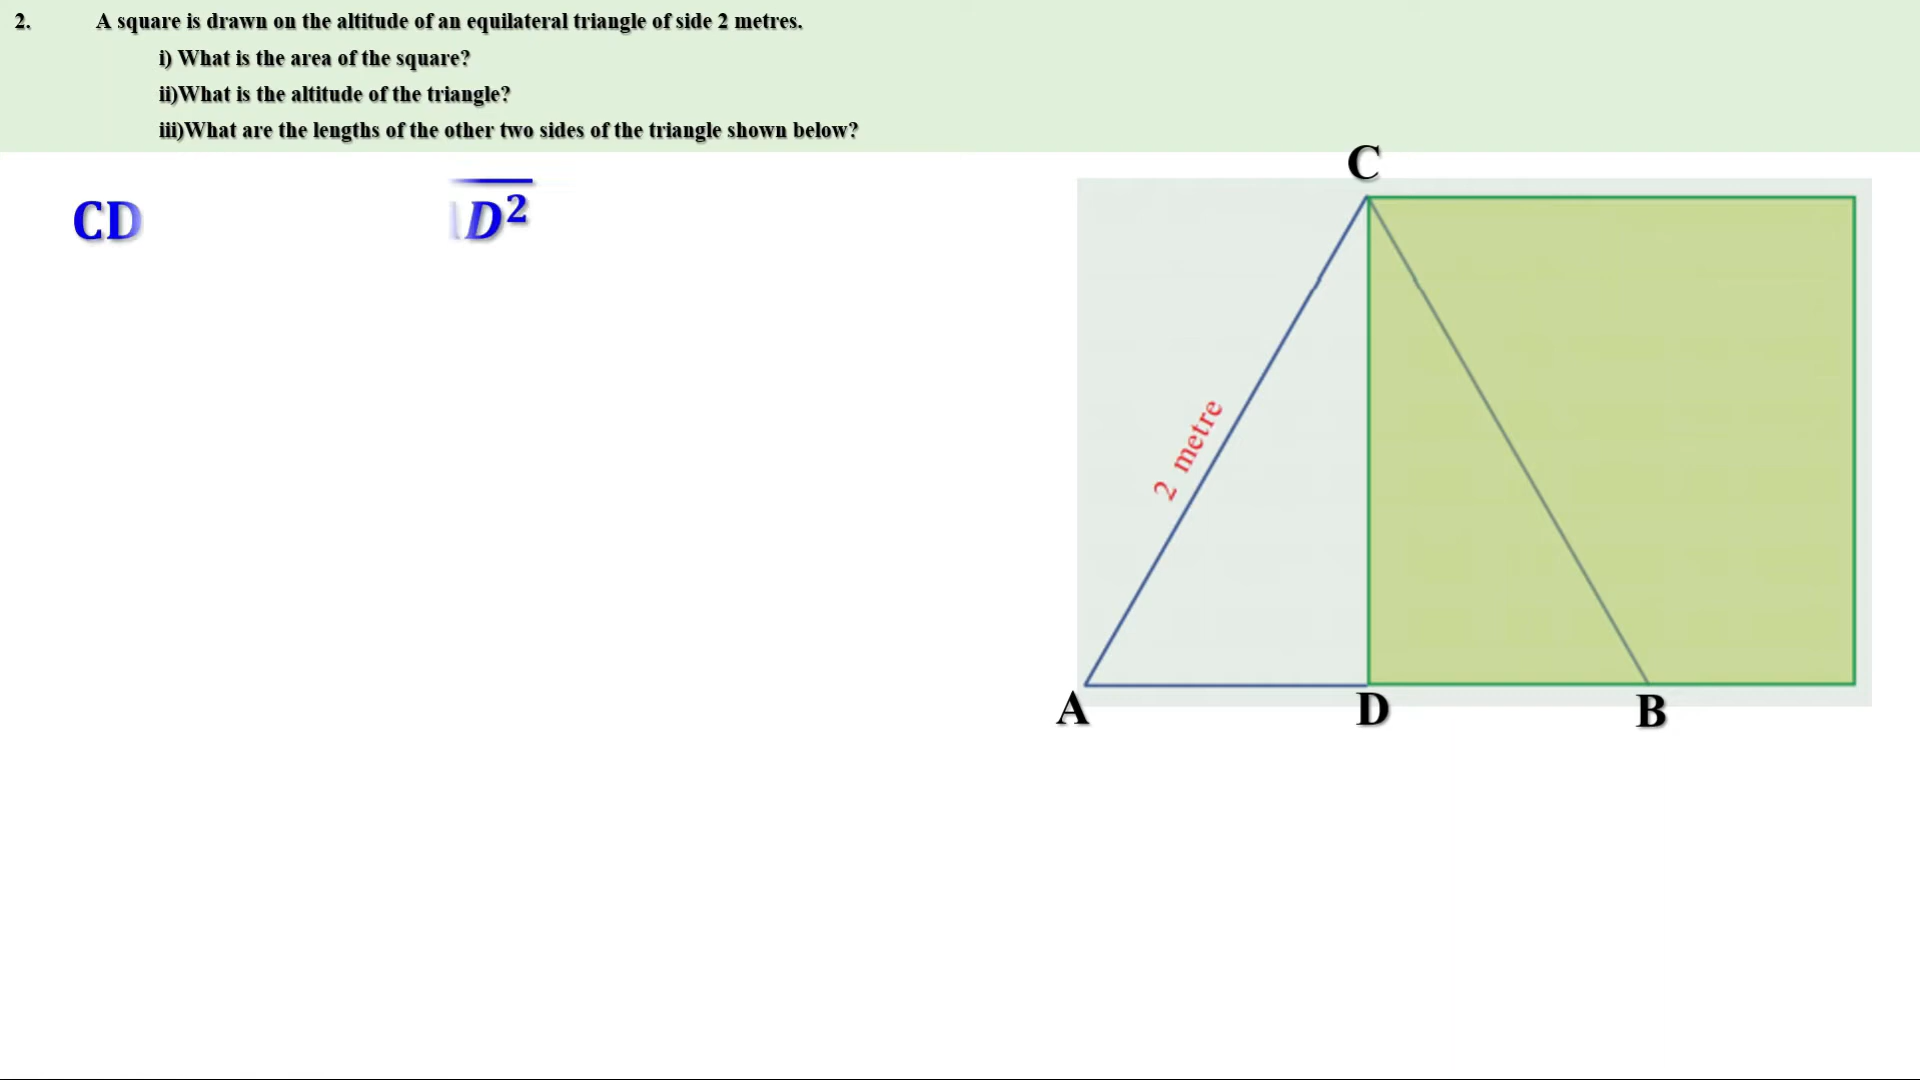 2. A square is drawn on the altitude of an equilateral triangle of side 2 metres.
i) What is the area of the square?
ii)What is the altitude of the triangle?
iii)What are the lengths of the other two sides of the triangle shown below?
CD D²
C
2 metre
A D B